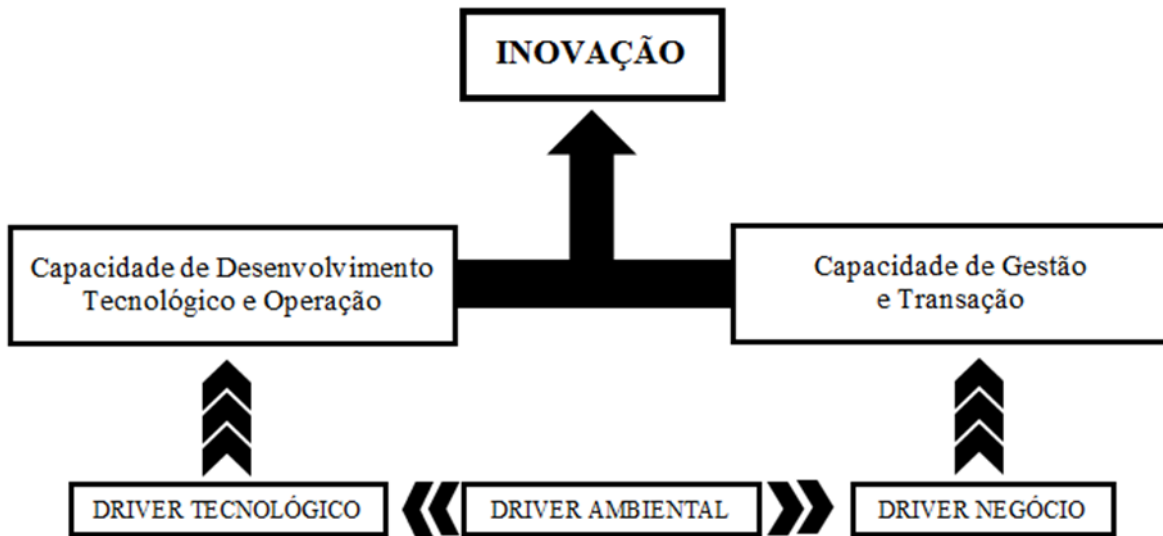 INOVAÇÃO
Capacidade de Desenvolvimento
Tecnológico e Operação
Capacidade de Gestão
e Transação
DRIVER TECNOLÓGICO
DRIVER AMBIENTAL
DRIVER NEGÓCIO